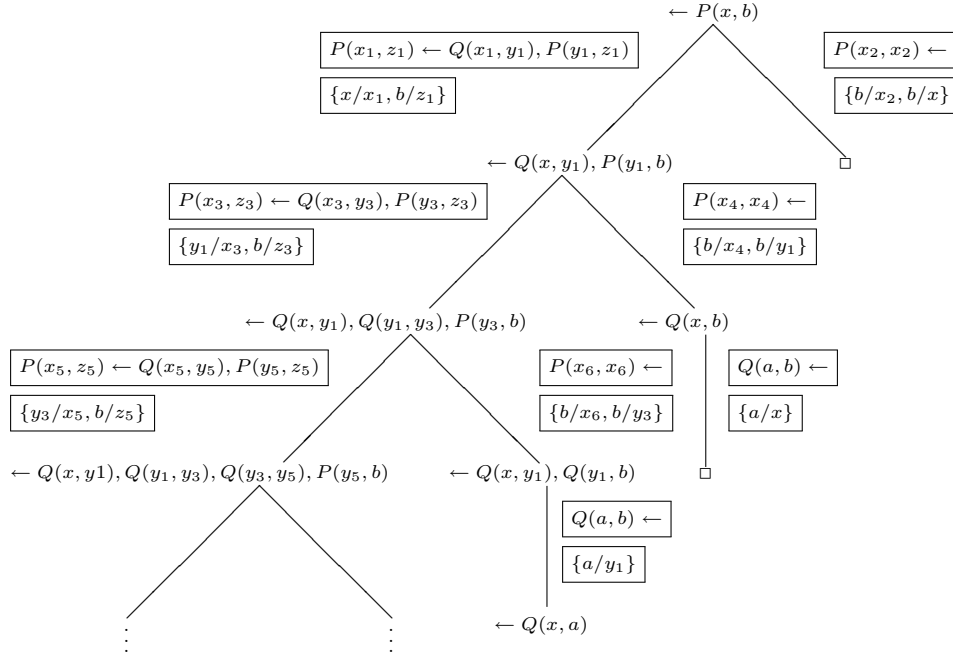 ← P(x, b)
P(x₁, z₁) ← Q(x₁, y₁), P(y₁, z₁)
P(x₂, x₂) ←
{x/x₁, b/z₁}
{b/x₂, b/x}
← Q(x, y₁), P(y₁, b)
□
P(x₃, z₃) ← Q(x₃, y₃), P(y₃, z₃)
P(x₄, x₄) ←
{y₁/x₃, b/z₃}
{b/x₄, b/y₁}
← Q(x, y₁), Q(y₁, y₃), P(y₃, b)
← Q(x, b)
P(x₅, z₅) ← Q(x₅, y₅), P(y₅, z₅)
P(x₆, x₆) ←
Q(a, b) ←
{y₃/x₅, b/z₅}
{b/x₆, b/y₃}
{a/x}
← Q(x, y1), Q(y₁, y₃), Q(y₃, y₅), P(y₅, b)
← Q(x, y₁), Q(y₁, b)
□
Q(a, b) ←
{a/y₁}
← Q(x, a)
⋮
⋮